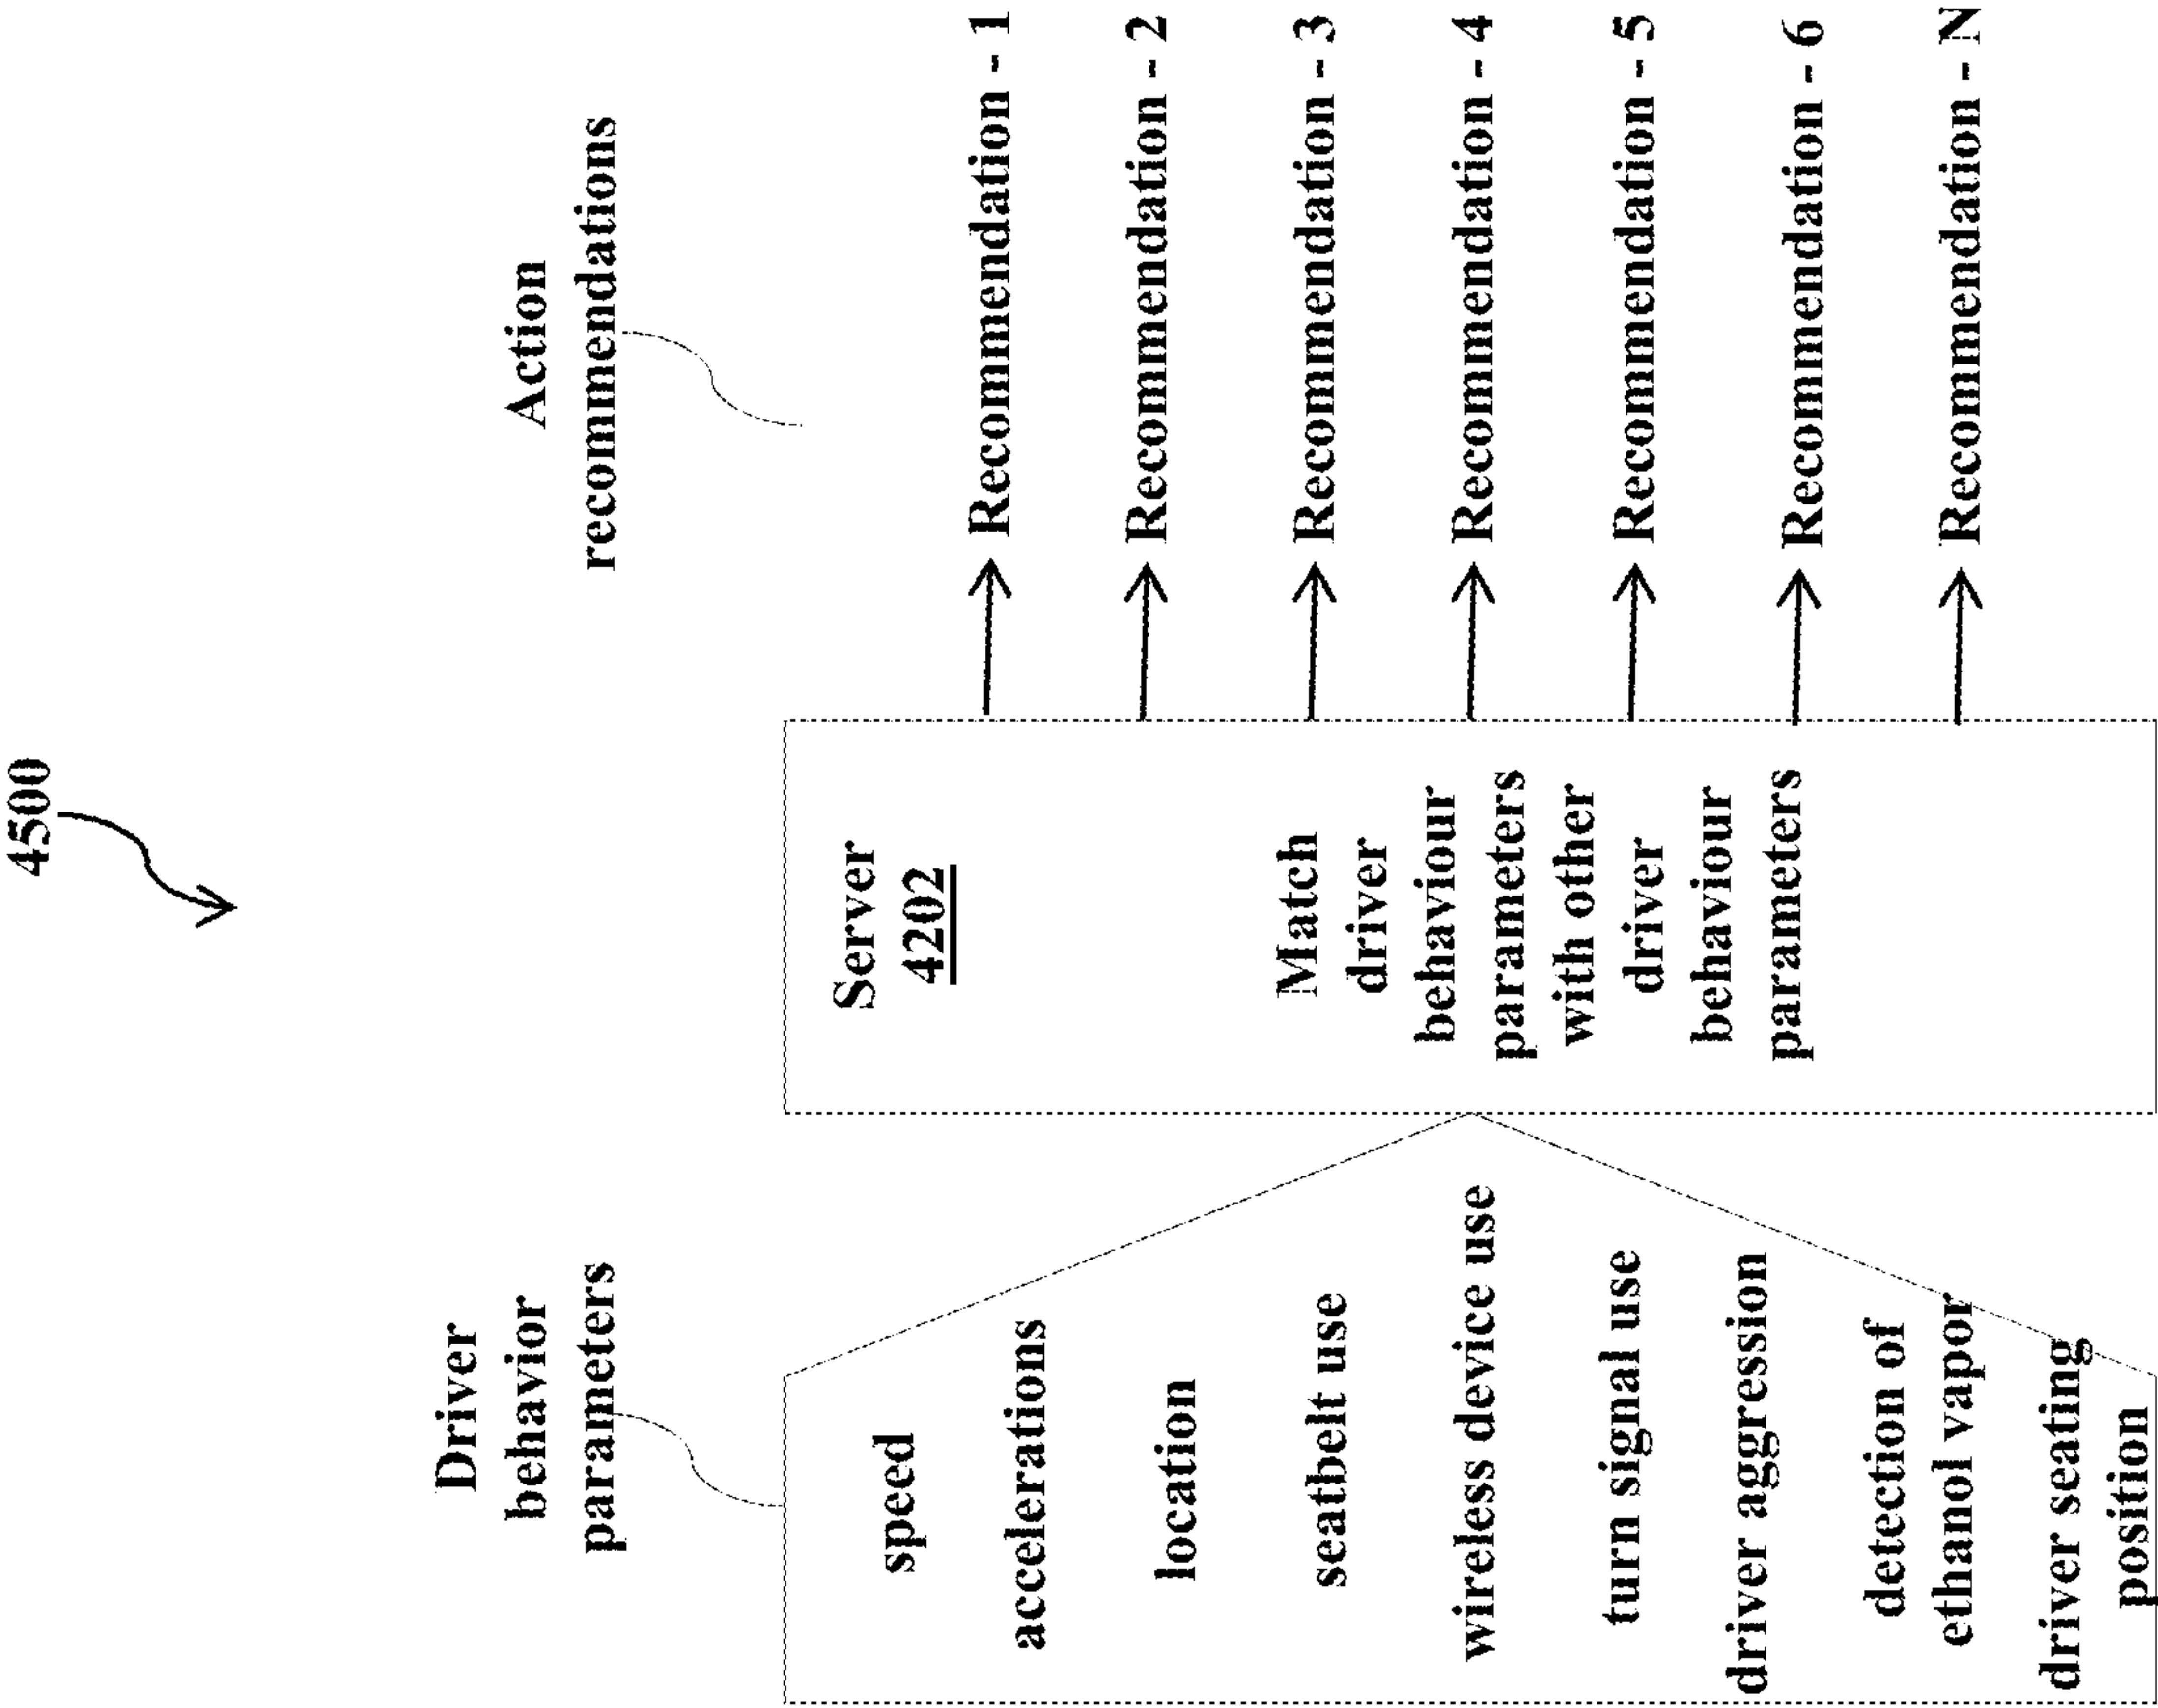 4500
Driver
behavior
parameters
speed
accelerations
location
seatbelt use
wireless device use
turn signal use
driver aggression
detection of
ethanol vapor
driver seating
position
Server
4202
Match
driver
behaviour
parameters
with other
driver
behaviour
parameters
Action
recommendations
Recommendation - 1
Recommendation - 2
Recommendation - 3
Recommendation - 4
Recommendation - 5
Recommendation - 6
Recommendation - N